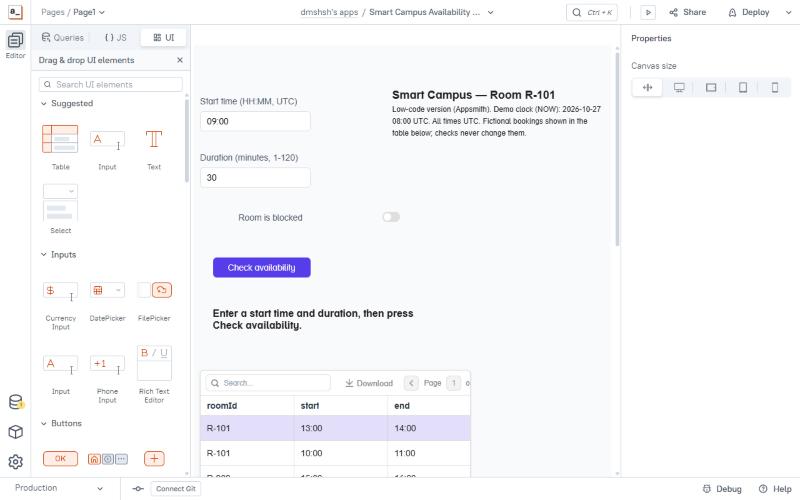 a_
Pages / Page1
dmshsh's apps / Smart Campus Availability ...
Ctrl + K
Share
Deploy
Editor
Queries
{ } JS
UI
Drag & drop UI elements
Search UI elements
Suggested
A
T
Table
Input
Text
Select
Inputs
$
Currency
Input
DatePicker
FilePicker
A
+1
B I U
Input
Phone
Input
Rich Text
Editor
Buttons
OK
Start time (HH:MM, UTC)
09:00
Duration (minutes, 1-120)
30
Room is blocked
Check availability
Enter a start time and duration, then press
Check availability.
Smart Campus — Room R-101
Low-code version (Appsmith). Demo clock (NOW): 2026-10-27
08:00 UTC. All times UTC. Fictional bookings shown in the
table below; checks never change them.
Search...
Download
Page 1 o
roomId start end
R-101 13:00 14:00
R-101 10:00 11:00
Properties
Canvas size
Production
Connect Git
Debug
Help